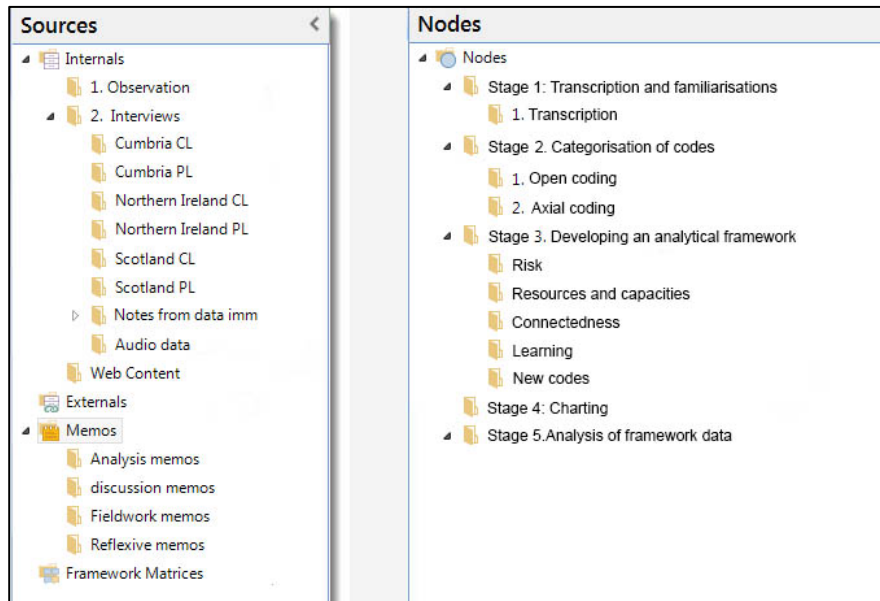 Sources
Internals
1. Observation
2. Interviews
Cumbria CL
Cumbria PL
Northern Ireland CL
Northern Ireland PL
Scotland CL
Scotland PL
Notes from data imm
Audio data
Web Content
Externals
Memos
Analysis memos
discussion memos
Fieldwork memos
Reflexive memos
Framework Matrices
Nodes
Nodes
Stage 1: Transcription and familiarisations
1. Transcription
Stage 2. Categorisation of codes
1. Open coding
2. Axial coding
Stage 3. Developing an analytical framework
Risk
Resources and capacities
Connectedness
Learning
New codes
Stage 4: Charting
Stage 5.Analysis of framework data